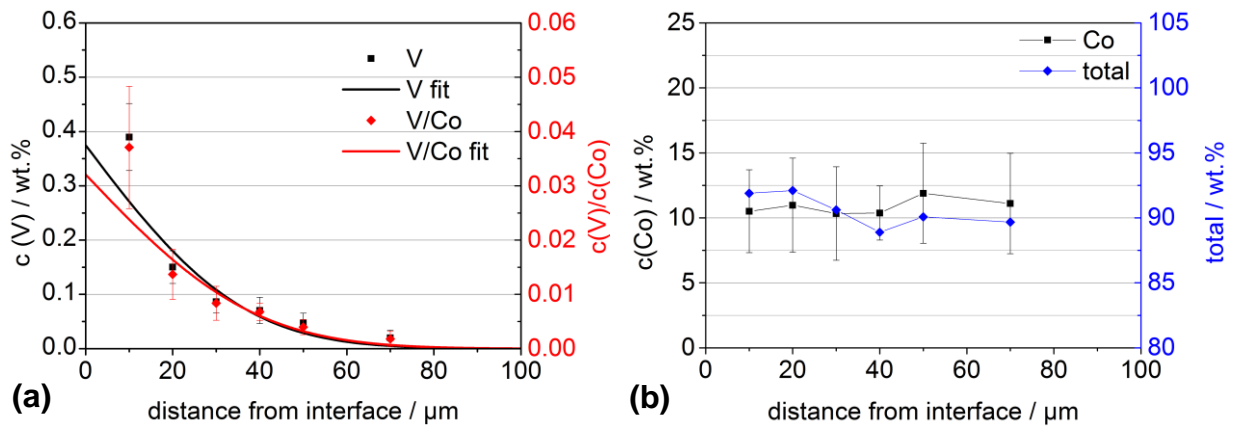 0.6
0.5
0.4
0.3
0.2
0.1
0.0
c (V) / wt.%
V
V fit
V/Co
V/Co fit
0.06
0.05
0.04
0.03
0.02
0.01
0.00
c(V)/c(Co)
0 20 40 60 80 100
distance from interface / µm
(a)
25
20
15
10
5
0
c(Co) / wt.%
Co
total
105
100
95
90
85
80
total / wt.%
0 20 40 60 80 100
distance from interface / µm
(b)